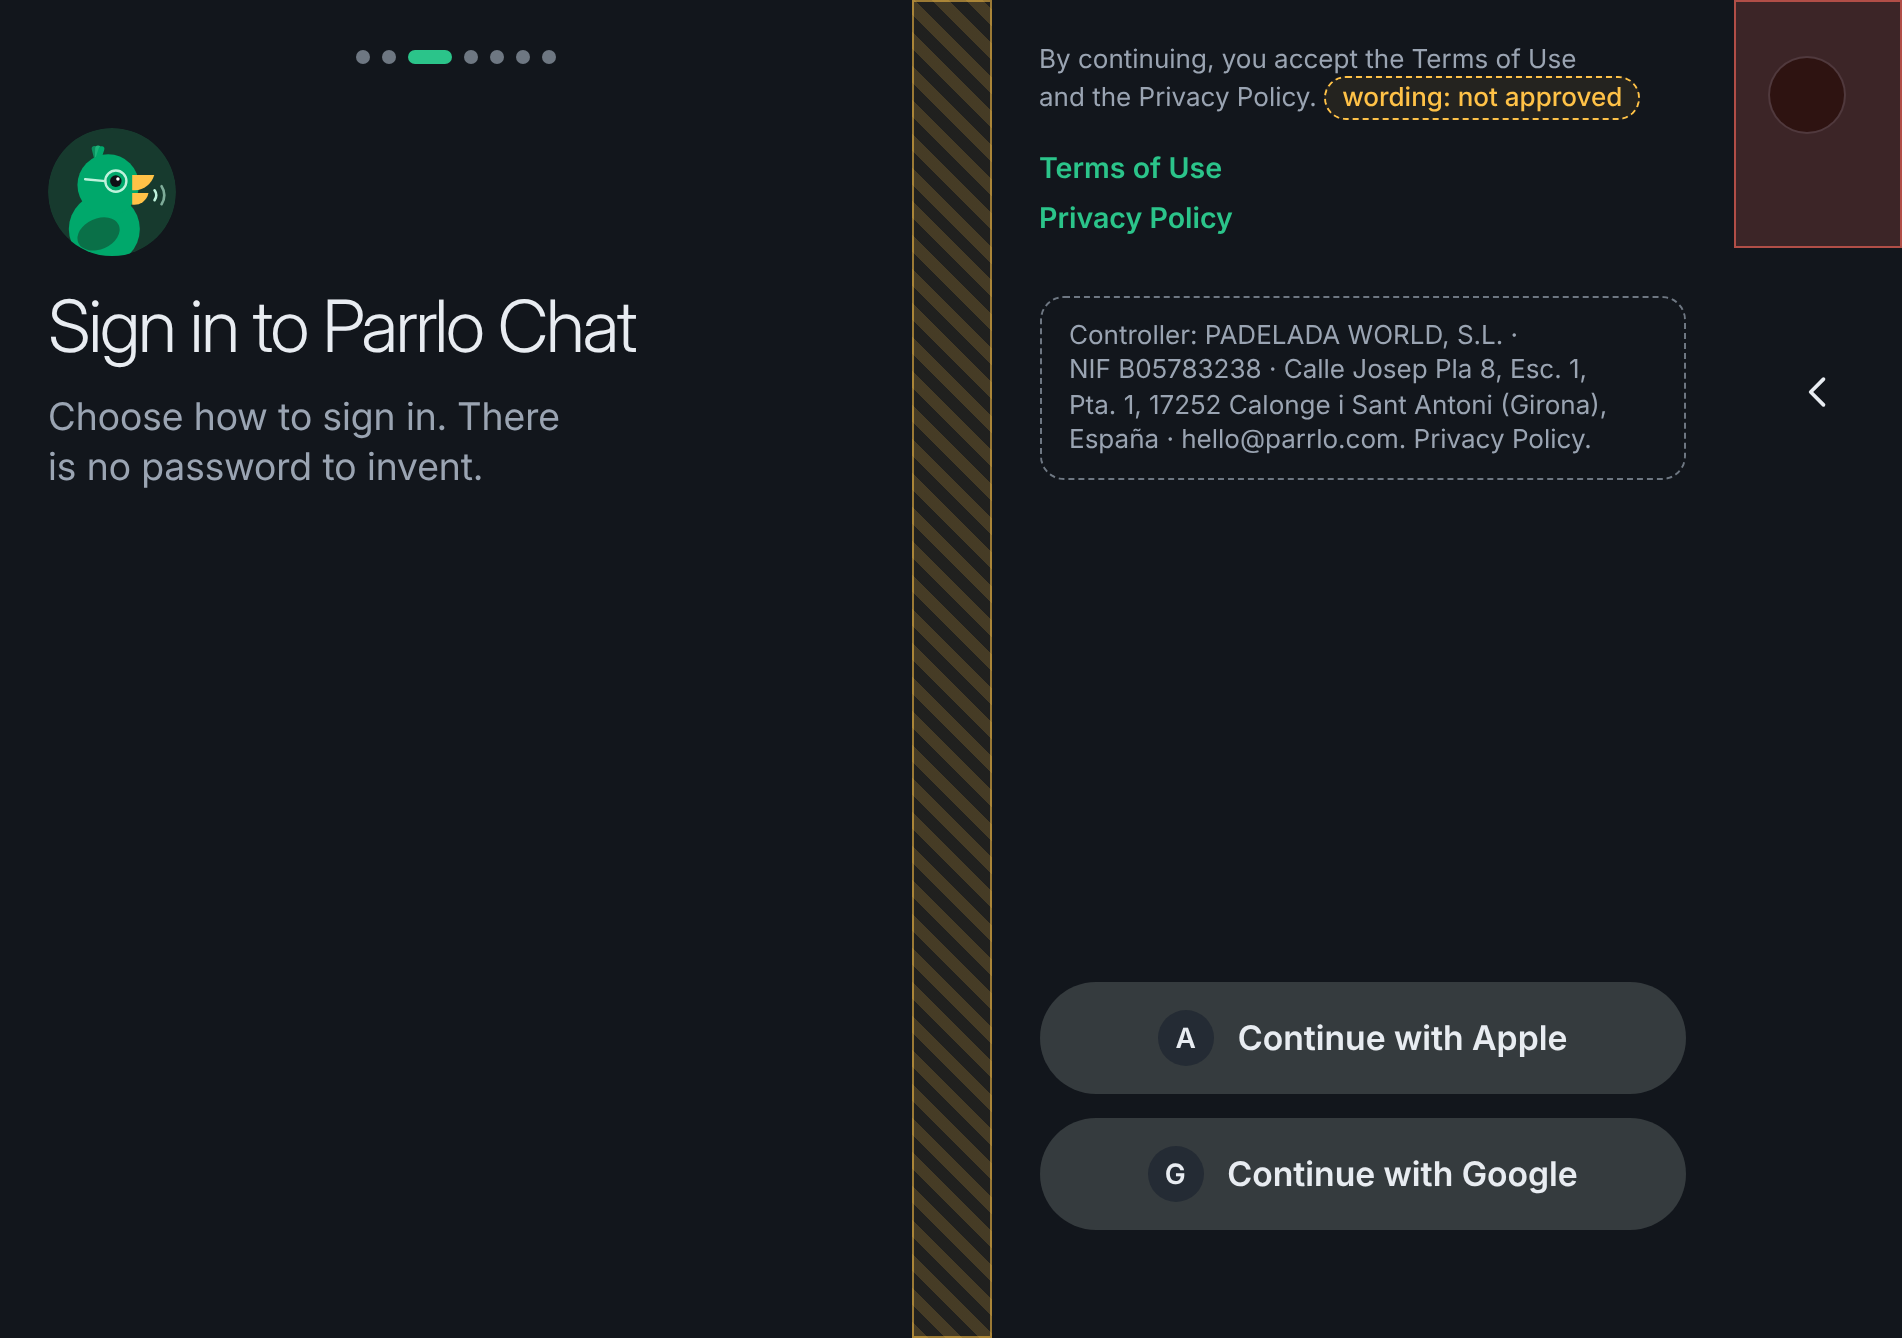 Sign in to Parrlo Chat
Choose how to sign in. There
is no password to invent.
By continuing, you accept the Terms of Use
and the Privacy Policy. wording: not approved
Terms of Use
Privacy Policy
Controller: PADELADA WORLD, S.L. ·
NIF B05783238 · Calle Josep Pla 8, Esc. 1,
Pta. 1, 17252 Calonge i Sant Antoni (Girona),
España · hello@parrlo.com. Privacy Policy.
A Continue with Apple
G Continue with Google